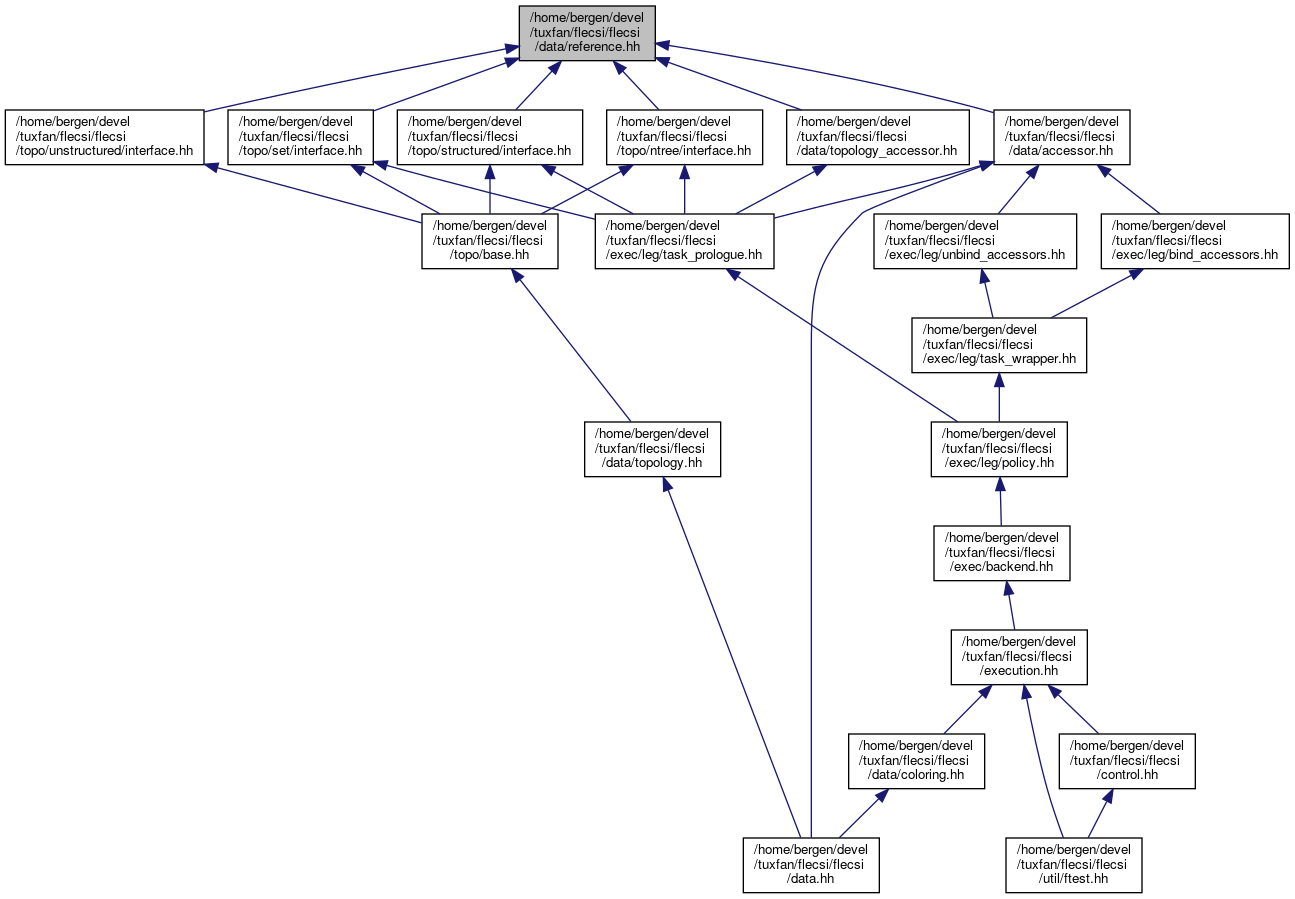 /home/bergen/devel
/tuxfan/flecsi/flecsi
/data/reference.hh
/home/bergen/devel
/tuxfan/flecsi/flecsi
/topo/unstructured/interface.hh
/home/bergen/devel
/tuxfan/flecsi/flecsi
/topo/set/interface.hh
/home/bergen/devel
/tuxfan/flecsi/flecsi
/topo/structured/interface.hh
/home/bergen/devel
/tuxfan/flecsi/flecsi
/topo/ntree/interface.hh
/home/bergen/devel
/tuxfan/flecsi/flecsi
/data/topology_accessor.hh
/home/bergen/devel
/tuxfan/flecsi/flecsi
/data/accessor.hh
/home/bergen/devel
/tuxfan/flecsi/flecsi
/topo/base.hh
/home/bergen/devel
/tuxfan/flecsi/flecsi
/exec/leg/task_prologue.hh
/home/bergen/devel
/tuxfan/flecsi/flecsi
/exec/leg/unbind_accessors.hh
/home/bergen/devel
/tuxfan/flecsi/flecsi
/exec/leg/bind_accessors.hh
/home/bergen/devel
/tuxfan/flecsi/flecsi
/exec/leg/task_wrapper.hh
/home/bergen/devel
/tuxfan/flecsi/flecsi
/data/topology.hh
/home/bergen/devel
/tuxfan/flecsi/flecsi
/exec/leg/policy.hh
/home/bergen/devel
/tuxfan/flecsi/flecsi
/exec/backend.hh
/home/bergen/devel
/tuxfan/flecsi/flecsi
/execution.hh
/home/bergen/devel
/tuxfan/flecsi/flecsi
/data/coloring.hh
/home/bergen/devel
/tuxfan/flecsi/flecsi
/control.hh
/home/bergen/devel
/tuxfan/flecsi/flecsi
/data.hh
/home/bergen/devel
/tuxfan/flecsi/flecsi
/util/ftest.hh